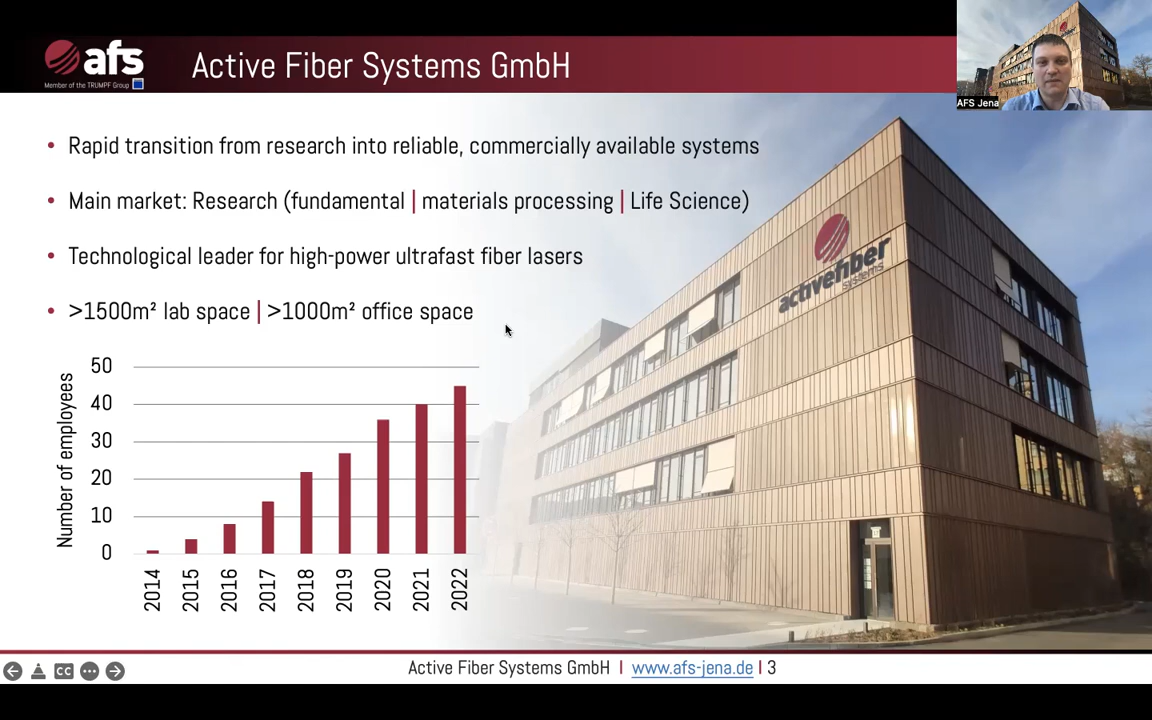 afs
Member of the TRUMPF Group
Active Fiber Systems GmbH
AFS Jena
• Rapid transition from research into reliable, commercially available systems
• Main market: Research (fundamental | materials processing | Life Science)
• Technological leader for high-power ultrafast fiber lasers
• >1500m² lab space | >1000m² office space
activefiber
systems
Number of employees
50
40
30
20
10
0
2014
2015
2016
2017
2018
2019
2020
2021
2022
CC
Active Fiber Systems GmbH | www.afs-jena.de | 3